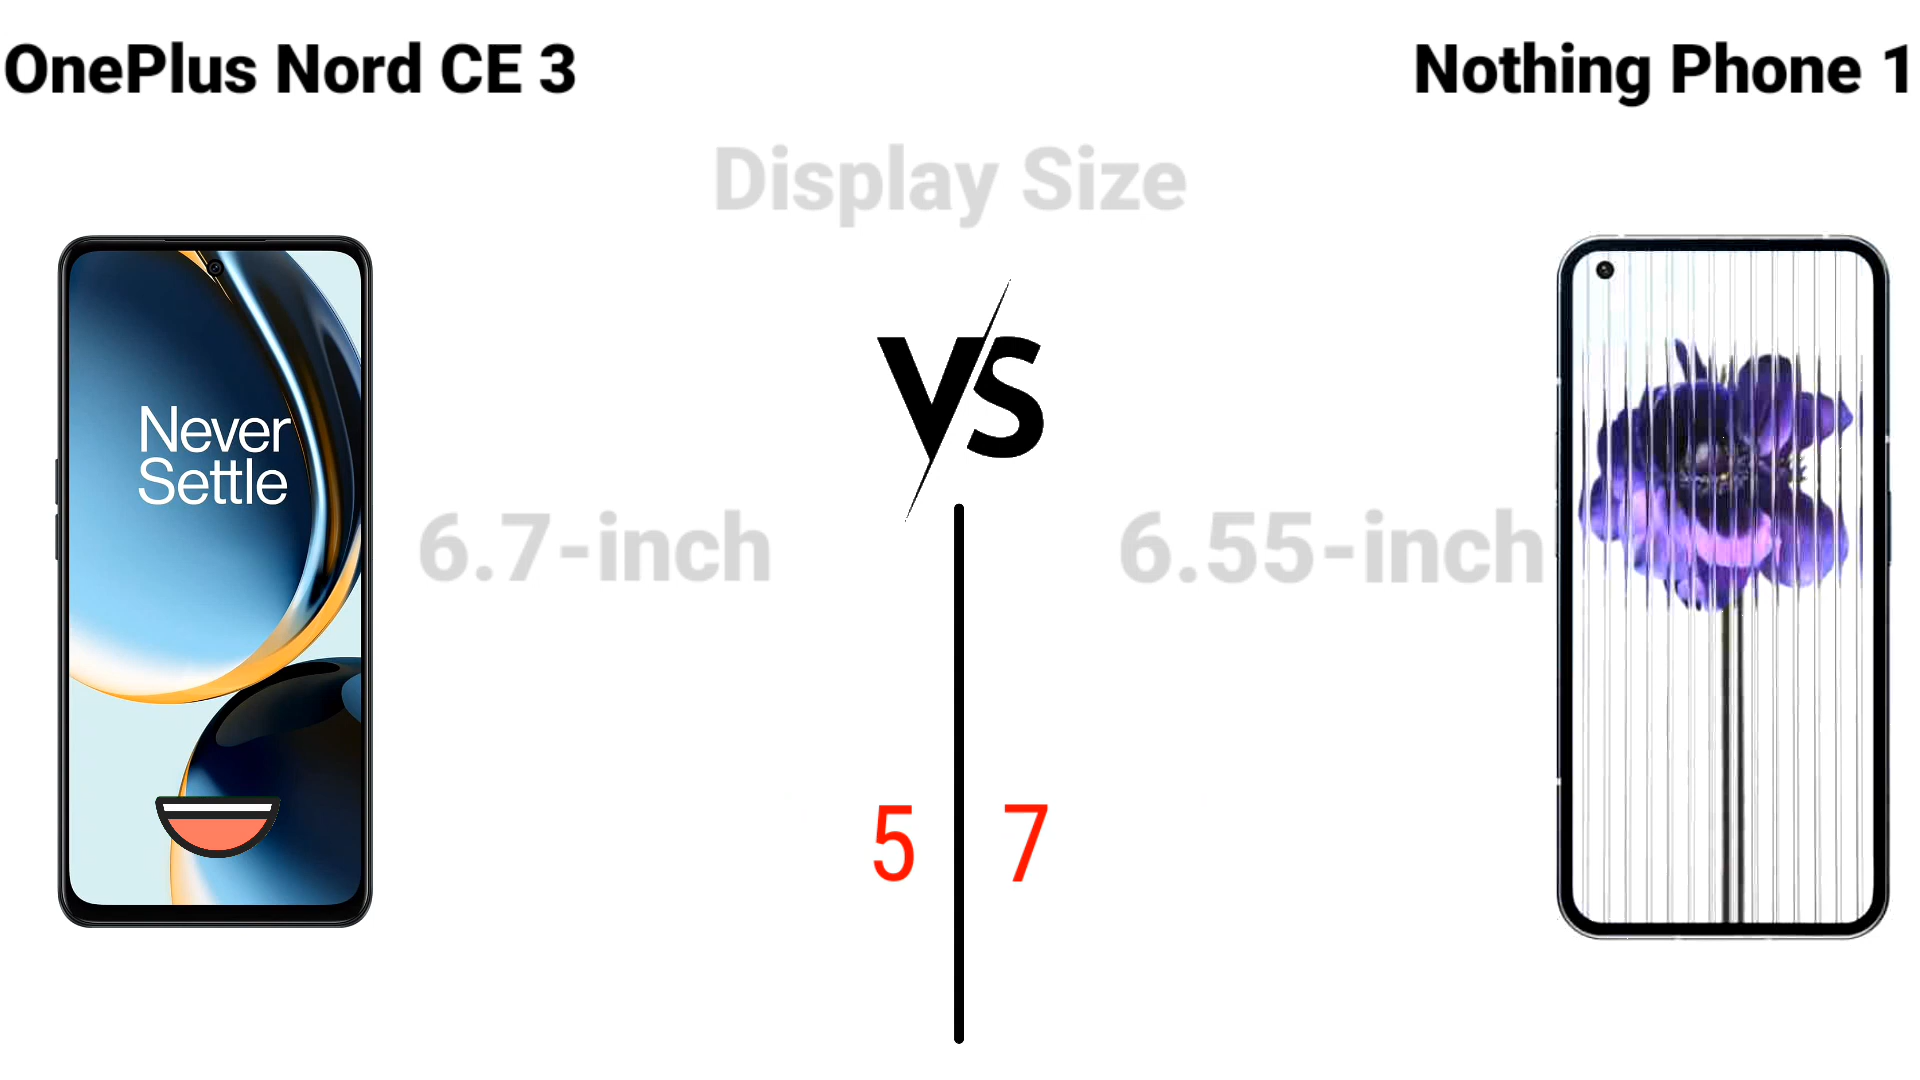 OnePlus Nord CE 3
Nothing Phone 1
Display Size
VS
Never
Settle
6.7-inch
6.55-inch
5
7